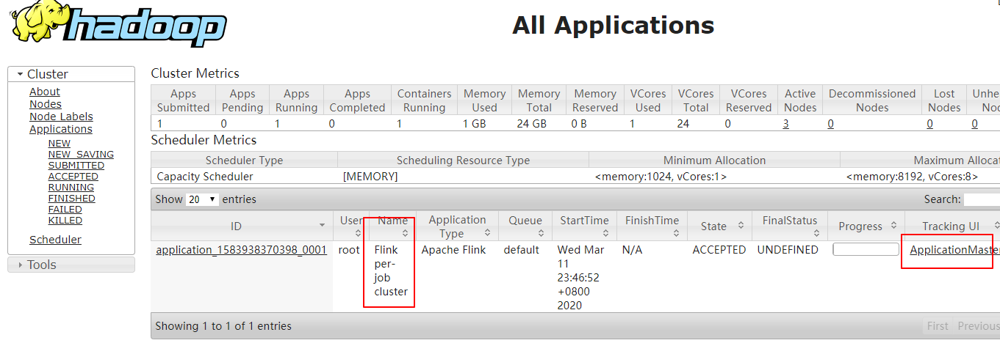 hadoop
All Applications
Cluster
About
Nodes
Node Labels
Applications
NEW
NEW_SAVING
SUBMITTED
ACCEPTED
RUNNING
FINISHED
FAILED
KILLED
Scheduler
Tools
Cluster Metrics
Apps Submitted Apps Pending Apps Running Apps Completed Containers Running Memory Used Memory Total Memory Reserved VCores Used VCores Total VCores Reserved Active Nodes Decommissioned Nodes Lost Nodes
1 0 1 0 1 1 GB 24 GB 0 B 1 24 0 3 0 0 0
Scheduler Metrics
Scheduler Type Scheduling Resource Type Minimum Allocation Maximum
Capacity Scheduler [MEMORY] <memory:1024, vCores:1> <memory:8192, vCores:8>
Show 20 entries Search:
ID User Name Application Type Queue StartTime FinishTime State FinalStatus Progress Tracking UI
application_1583938370398_0001 root Flink per-job cluster Apache Flink default Wed Mar 11 23:46:52 +0800 2020 N/A ACCEPTED UNDEFINED ApplicationMaste
Showing 1 to 1 of 1 entries First Previous